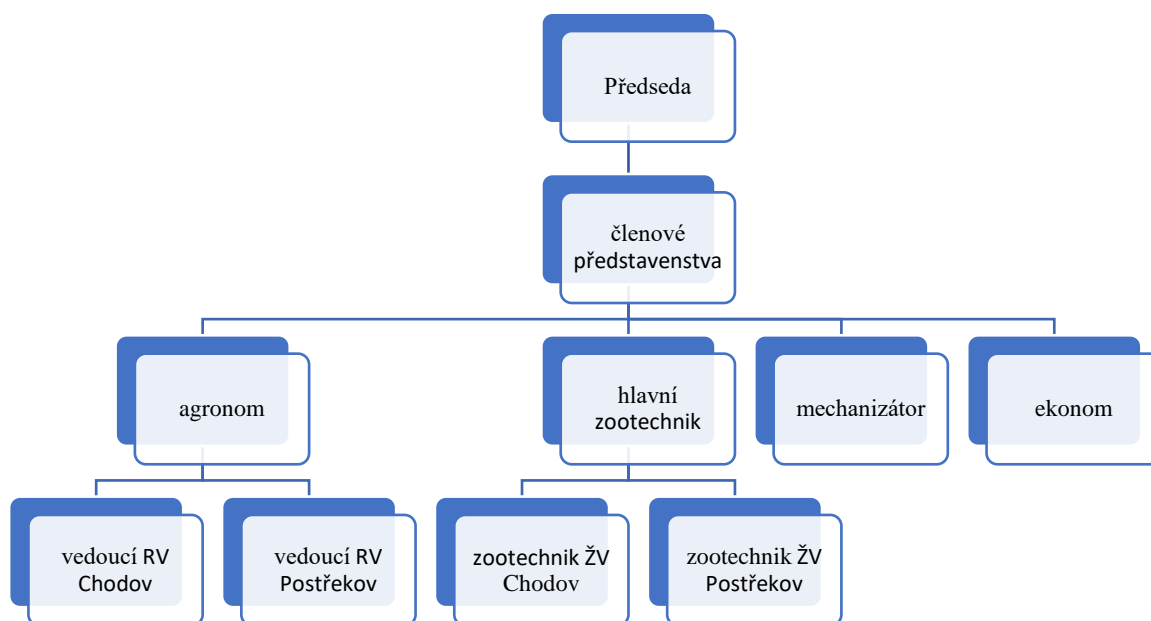 Předseda
členové
představenstva
agronom
hlavní
zootechnik
mechanizátor
ekonom
vedoucí RV
Chodov
vedoucí RV
Postřekov
zootechnik ŽV
Chodov
zootechnik ŽV
Postřekov